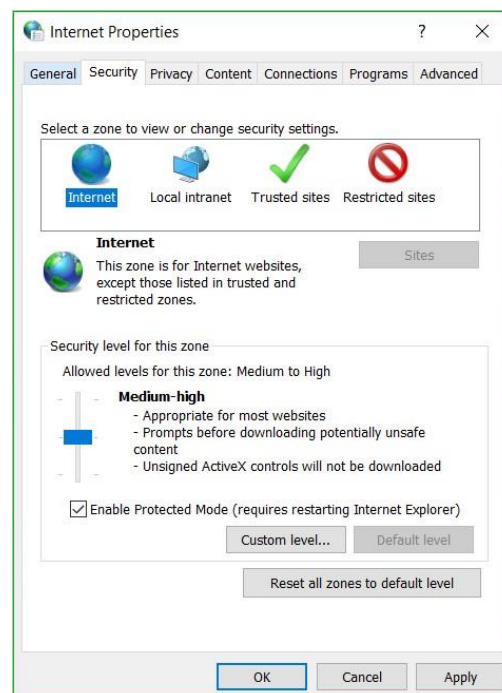 Internet Properties ? ×
General Security Privacy Content Connections Programs Advanced
Select a zone to view or change security settings.
Internet Local intranet Trusted sites Restricted sites
Internet
Sites
This zone is for Internet websites,
except those listed in trusted and
restricted zones.
Security level for this zone
Allowed levels for this zone: Medium to High
Medium-high
- Appropriate for most websites
- Prompts before downloading potentially unsafe
content
- Unsigned ActiveX controls will not be downloaded
Enable Protected Mode (requires restarting Internet Explorer)
Custom level... Default level
Reset all zones to default level
OK Cancel Apply